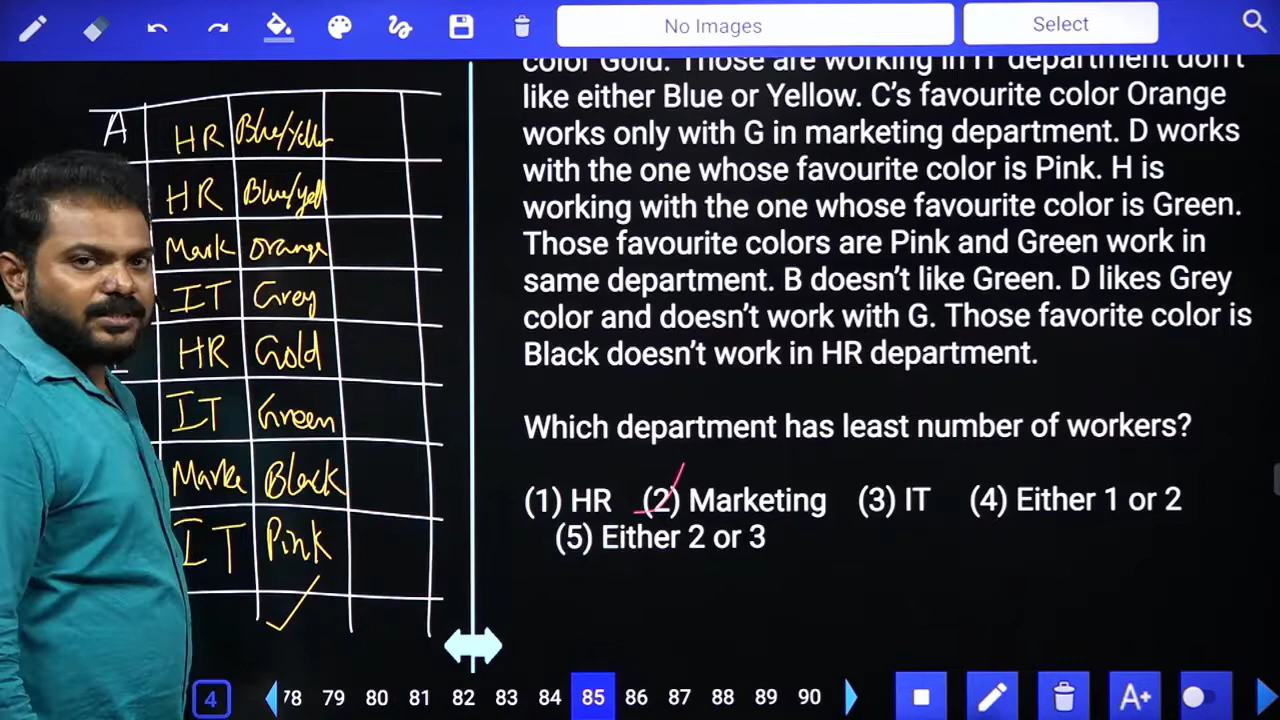 No Images
Select
color Gold. Those are working in IT department don't
like either Blue or Yellow. C's favourite color Orange
works only with G in marketing department. D works
with the one whose favourite color is Pink. H is
working with the one whose favourite color is Green.
Those favourite colors are Pink and Green work in
same department. B doesn't like Green. D likes Grey
color and doesn't work with G. Those favorite color is
Black doesn't work in HR department.
Which department has least number of workers?
(1) HR (2) Marketing (3) IT (4) Either 1 or 2
(5) Either 2 or 3
A HR Blue/Yellow
HR Blue/Yell
Mark Orange
IT Grey
HR Gold
IT Green
Marke Black
IT Pink
4 78 79 80 81 82 83 84 85 86 87 88 89 90 A+